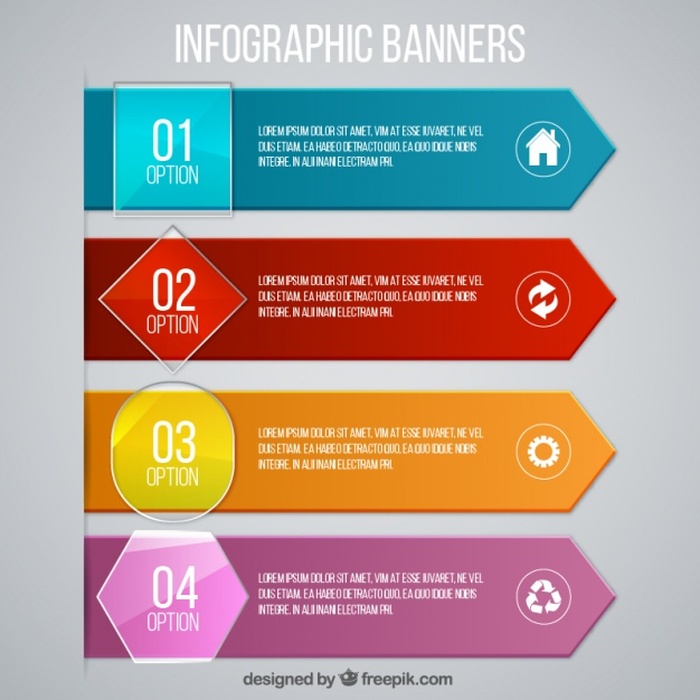 INFOGRAPHIC BANNERS
01
OPTION
LOREM IPSUM DOLOR SIT AMET, VIM AT ESSE IUVARET, NE VEL
DUIS ETIAM. EA HABEO DETRACTO QUO, EA QUO IDQUE NOBIS
INTEGRE. IN ALII INANI ELECTRAM PRI.
02
OPTION
LOREM IPSUM DOLOR SIT AMET, VIM AT ESSE IUVARET, NE VEL
DUIS ETIAM. EA HABEO DETRACTO QUO, EA QUO IDQUE NOBIS
INTEGRE. IN ALII INANI ELECTRAM PRI.
03
OPTION
LOREM IPSUM DOLOR SIT AMET, VIM AT ESSE IUVARET, NE VEL
DUIS ETIAM. EA HABEO DETRACTO QUO, EA QUO IDQUE NOBIS
INTEGRE. IN ALII INANI ELECTRAM PRI.
04
OPTION
LOREM IPSUM DOLOR SIT AMET, VIM AT ESSE IUVARET, NE VEL
DUIS ETIAM. EA HABEO DETRACTO QUO, EA QUO IDQUE NOBIS
INTEGRE. IN ALII INANI ELECTRAM PRI.
designed by freepik.com